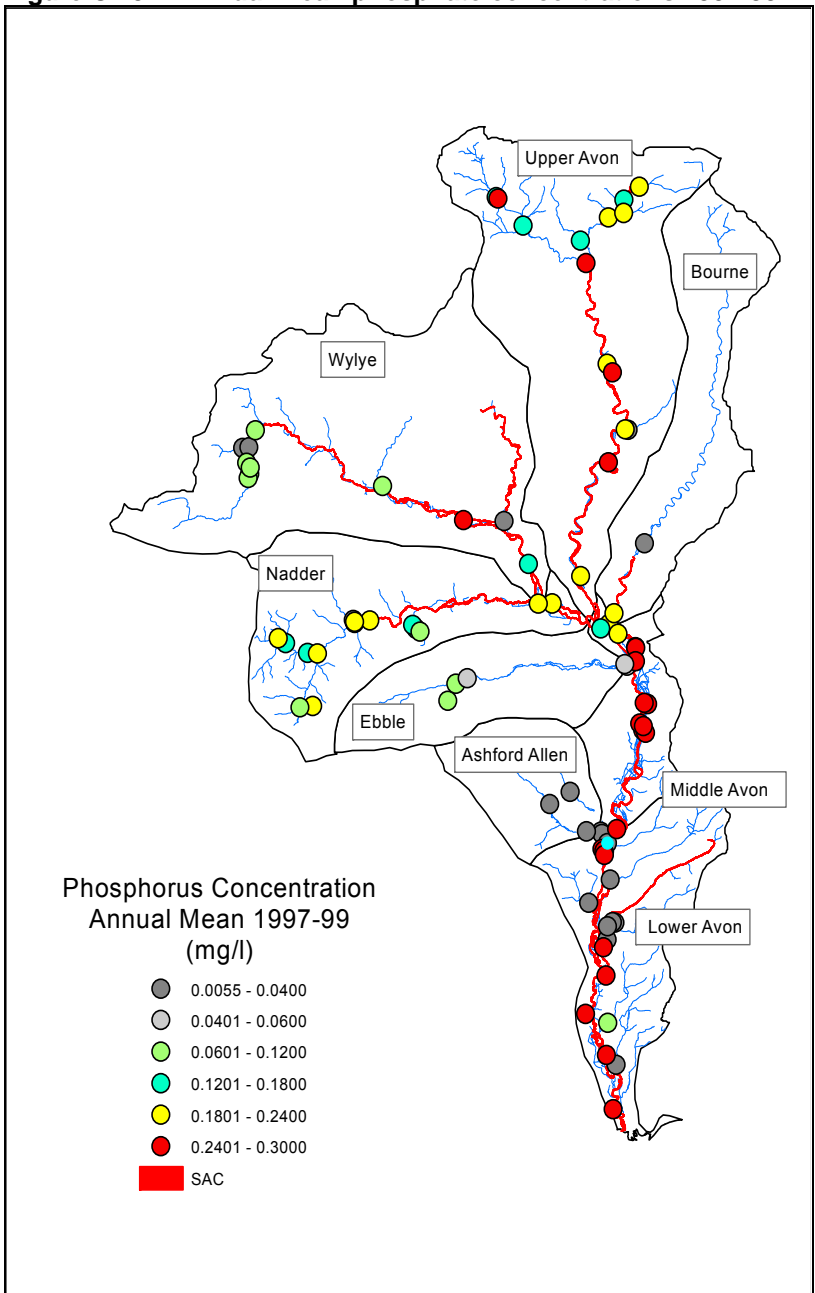 Upper Avon
Bourne
Wylye
Nadder
Ebble
Ashford Allen
Middle Avon
Lower Avon
Phosphorus Concentration
Annual Mean 1997-99
(mg/l)
0.0055 - 0.0400
0.0401 - 0.0600
0.0601 - 0.1200
0.1201 - 0.1800
0.1801 - 0.2400
0.2401 - 0.3000
SAC